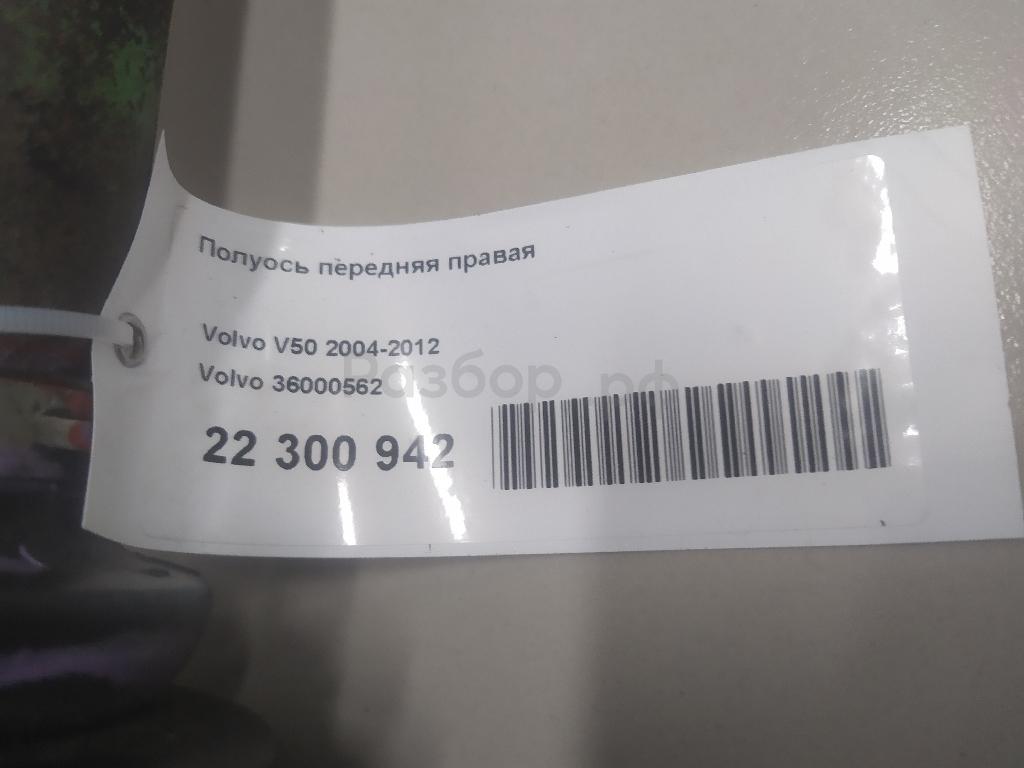 Полуось передняя правая
Volvo V50 2004-2012
Volvo 36000562
Разбор.рф
22 300 942